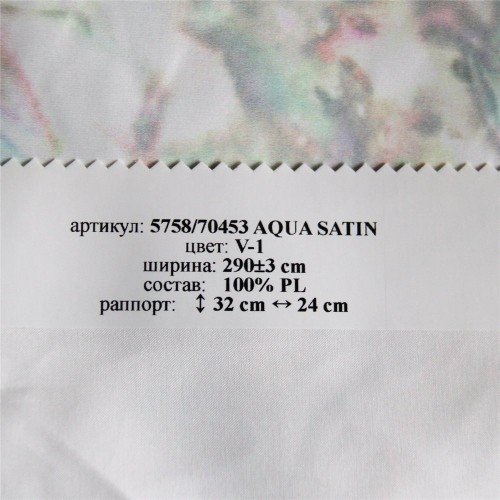 артикул: 5758/70453 AQUA SATIN
цвет: V-1
ширина: 290±3 cm
состав: 100% PL
раппорт: ↕ 32 cm ↔ 24 cm